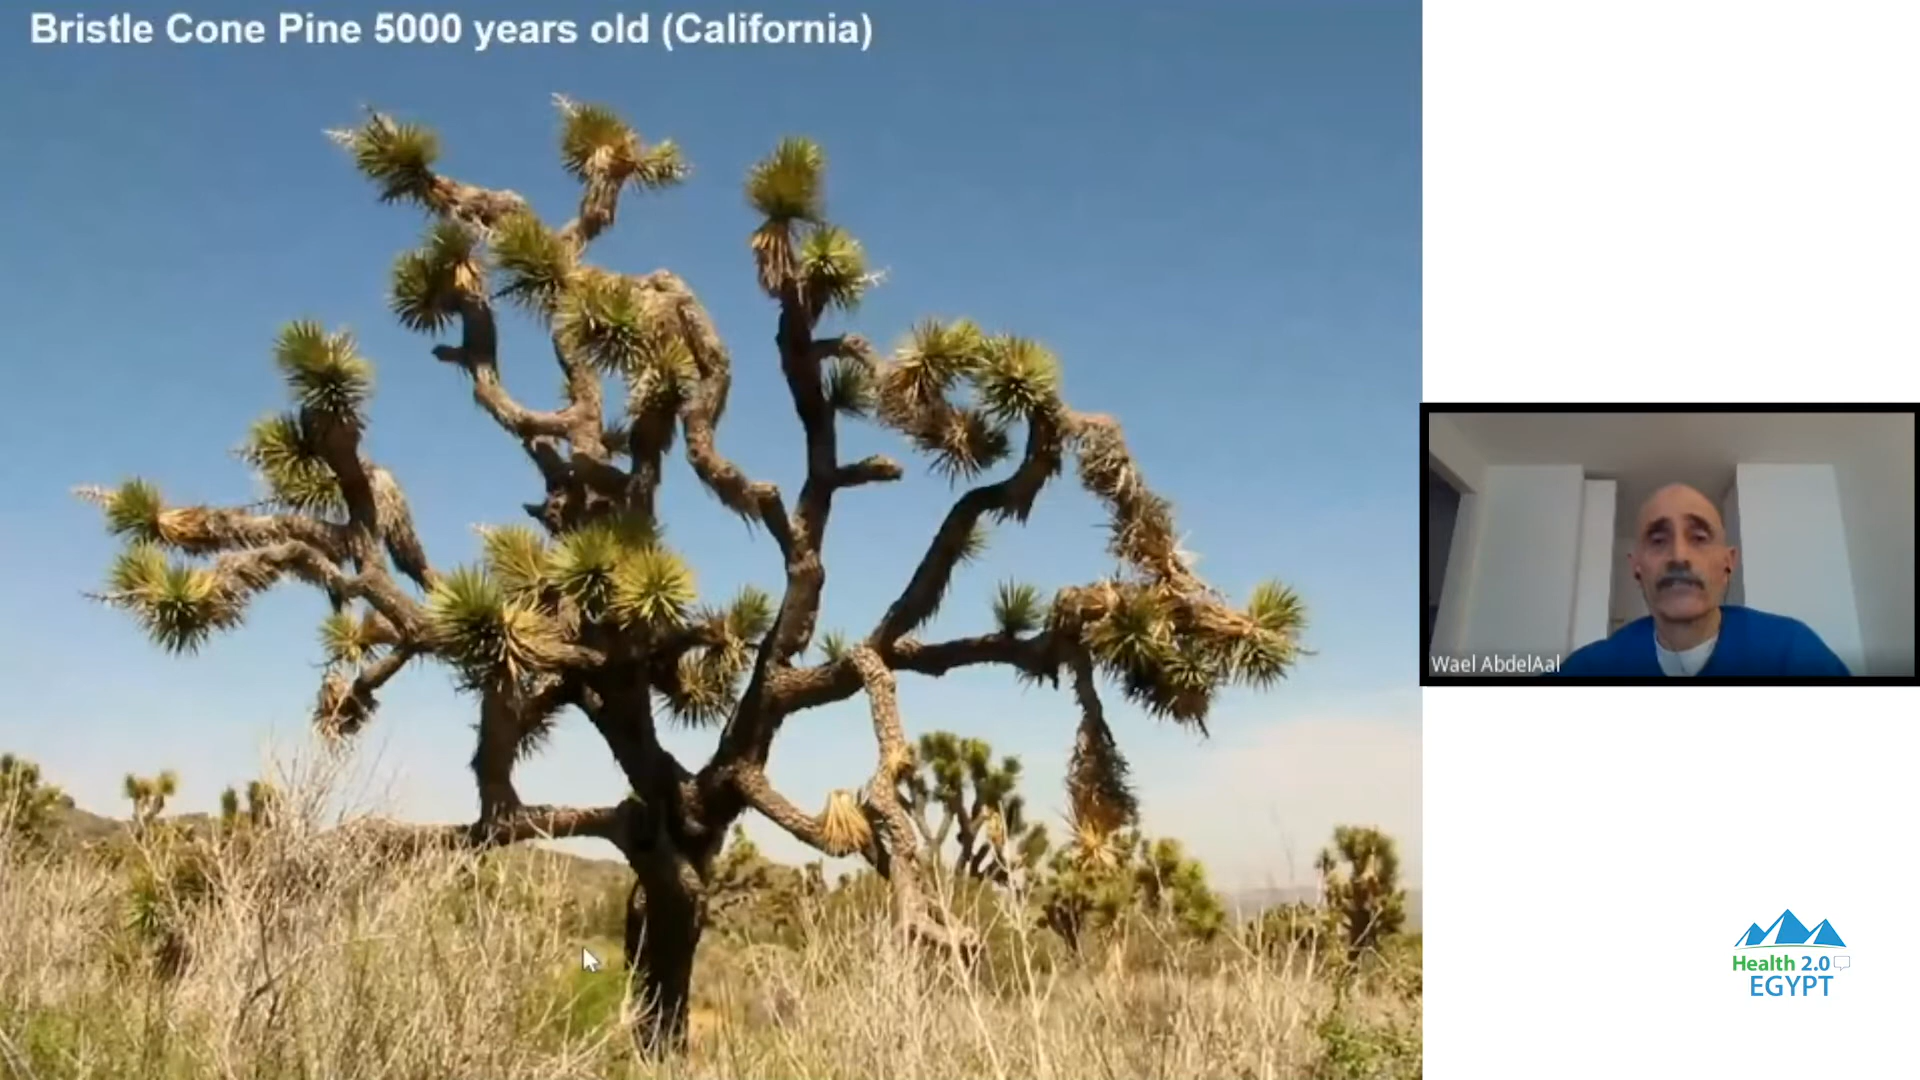 Bristle Cone Pine 5000 years old (California)
Wael AbdelAal
Health 2.0
EGYPT